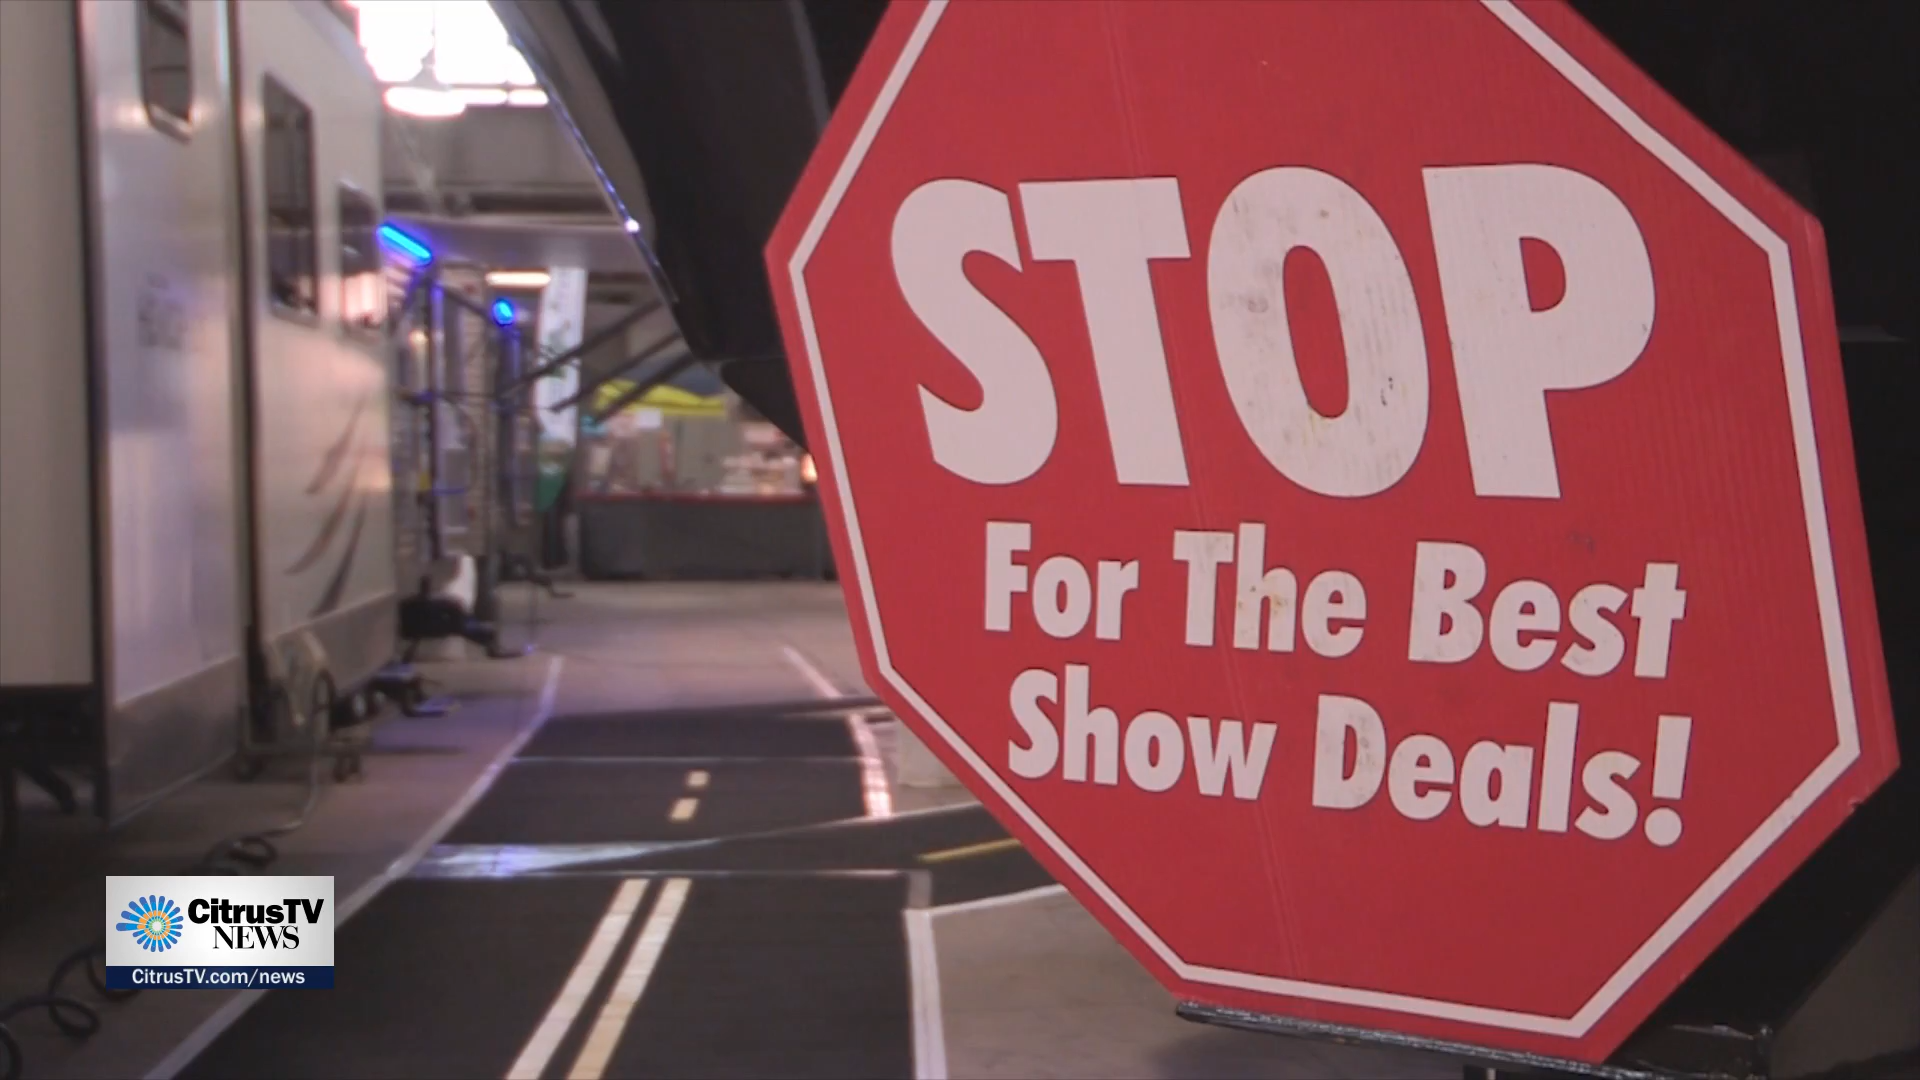 STOP
For The Best
Show Deals!
CitrusTV
NEWS
CitrusTV.com/news